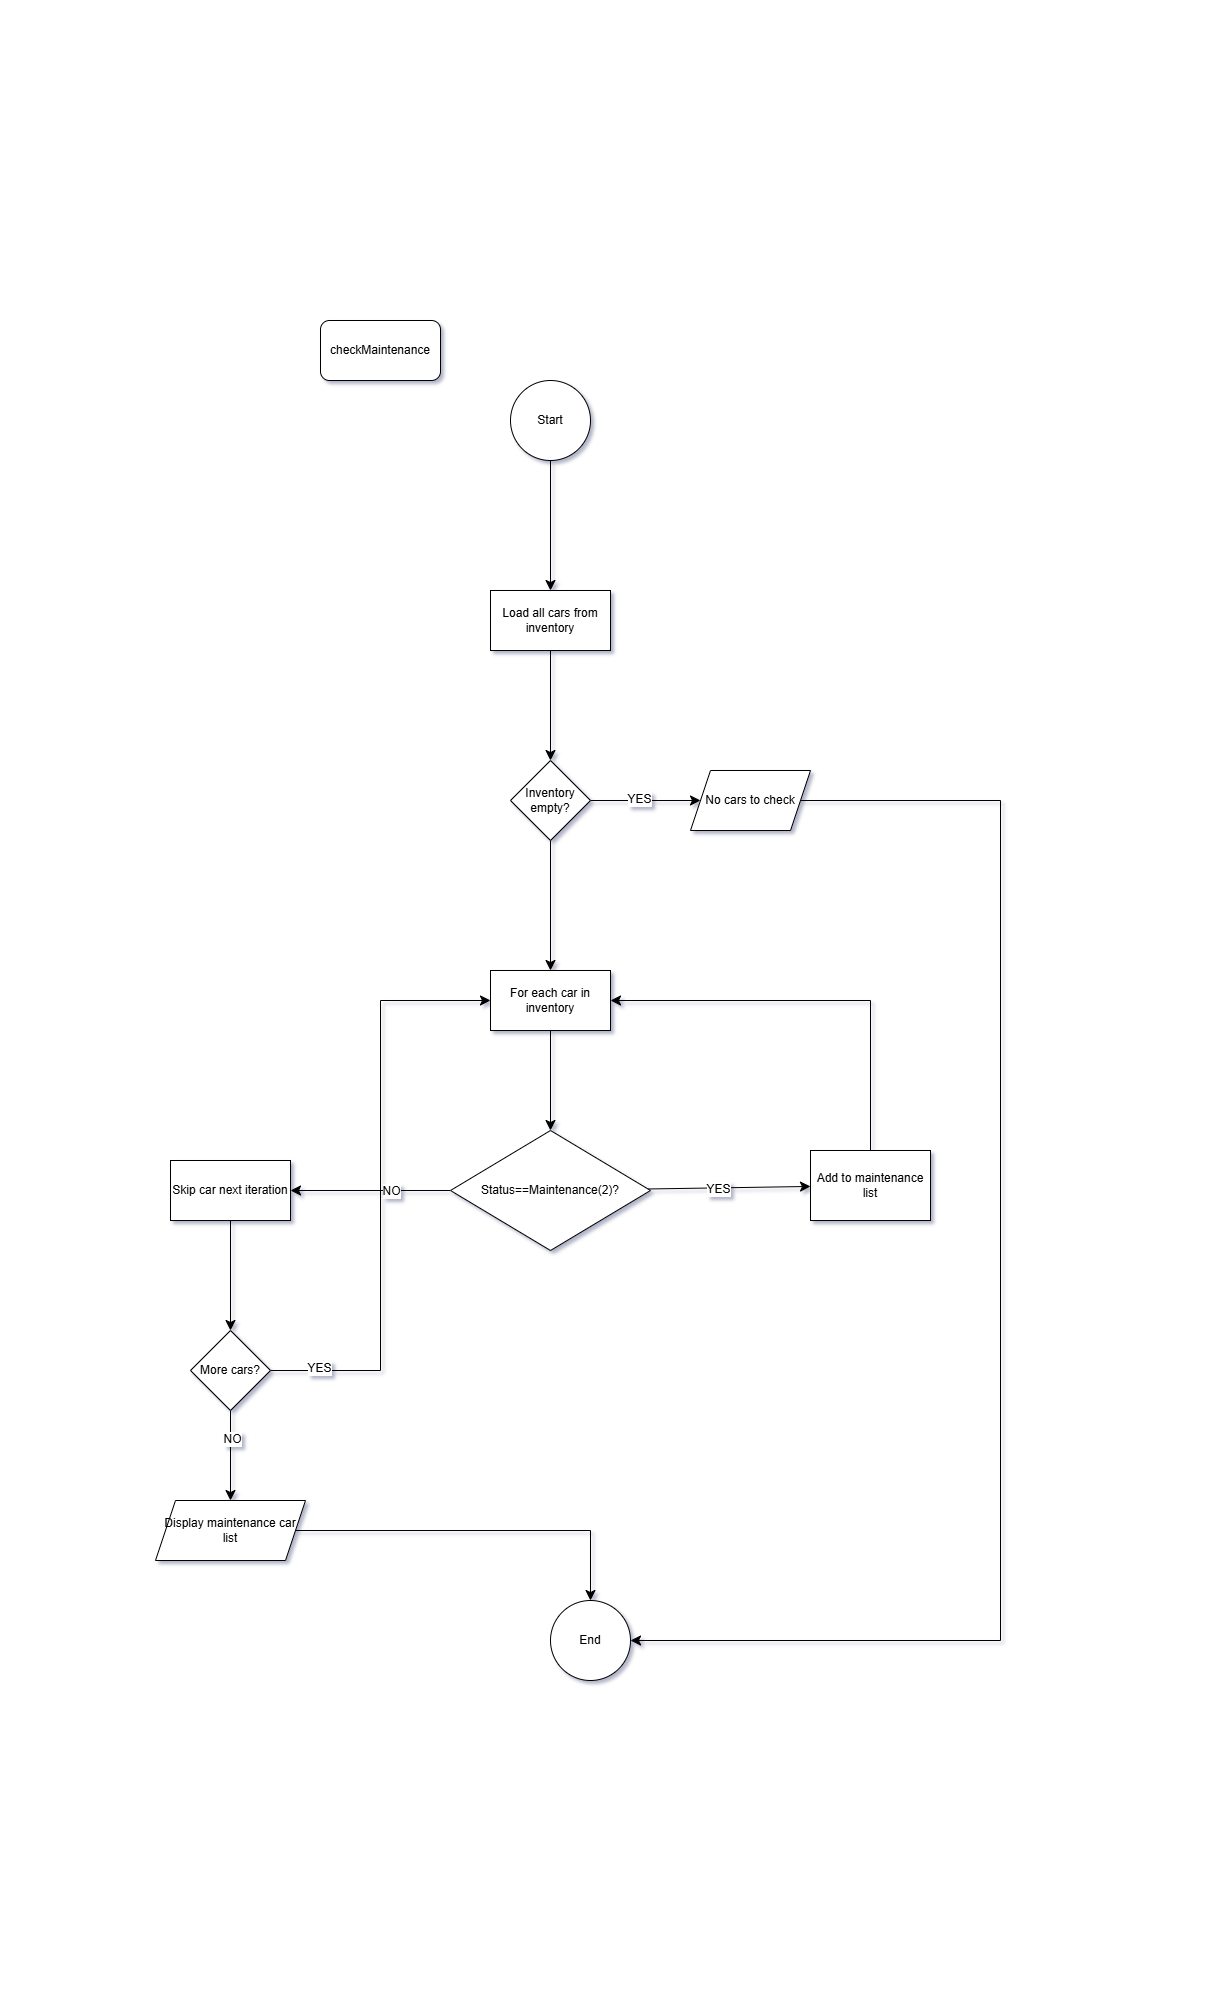 checkMaintenance
Start
Load all cars from
inventory
Inventory
empty?
YES
No cars to check
For each car in
inventory
Skip car next iteration
NO
Status==Maintenance(2)?
YES
Add to maintenance
list
More cars?
YES
NO
Display maintenance car
list
End